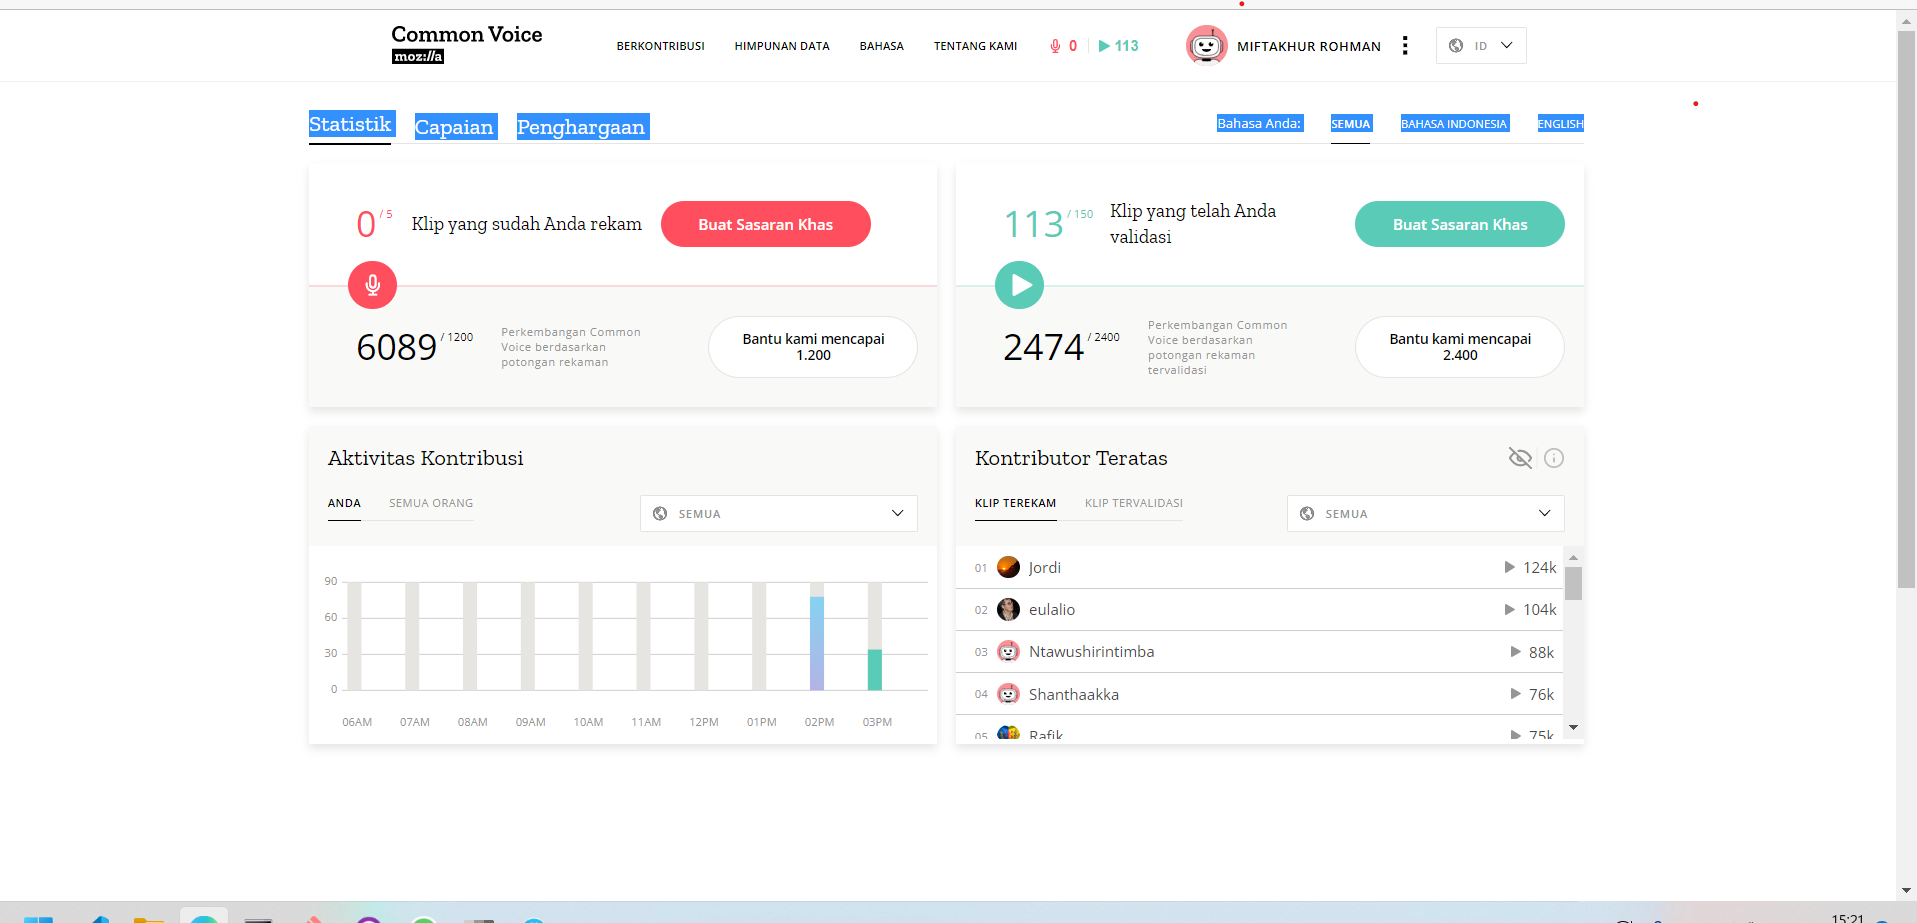 Common Voice
moz://a
BERKONTRIBUSI HIMPUNAN DATA BAHASA TENTANG KAMI 0 113 MIFTAKHUR ROHMAN ID
Statistik Capaian Penghargaan Bahasa Anda: SEMUA BAHASA INDONESIA ENGLISH
0 / 5 Klip yang sudah Anda rekam Buat Sasaran Khas
6089 / 1200 Perkembangan Common
Voice berdasarkan
potongan rekaman
Bantu kami mencapai
1.200
113 / 150 Klip yang telah Anda
validasi
Buat Sasaran Khas
2474 / 2400 Perkembangan Common
Voice berdasarkan
potongan rekaman
tervalidasi
Bantu kami mencapai
2.400
Aktivitas Kontribusi
ANDA SEMUA ORANG SEMUA
90
60
30
0
06AM 07AM 08AM 09AM 10AM 11AM 12PM 01PM 02PM 03PM
Kontributor Teratas
KLIP TEREKAM KLIP TERVALIDASI SEMUA
01 Jordi 124k
02 eulalio 104k
03 Ntawushirintimba 88k
04 Shanthaakka 76k
05 Rafik 75k
15:21